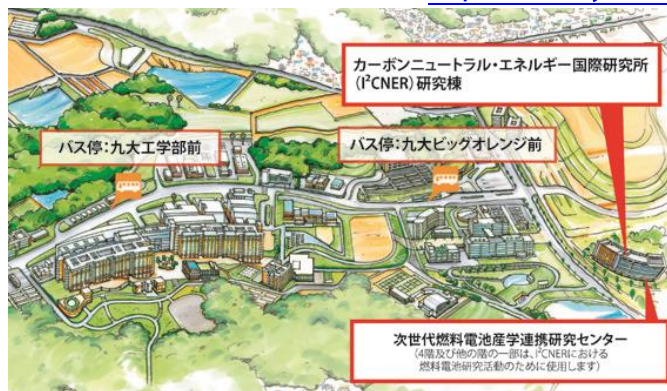 カーボンニュートラル・エネルギー国際研究所
(I²CNER)研究棟
バス停:九大工学部前
バス停:九大ビッグオレンジ前
次世代燃料電池産学連携研究センター
(4階及び他の階の一部は、I²CNERにおける
燃料電池研究活動のために使用します)